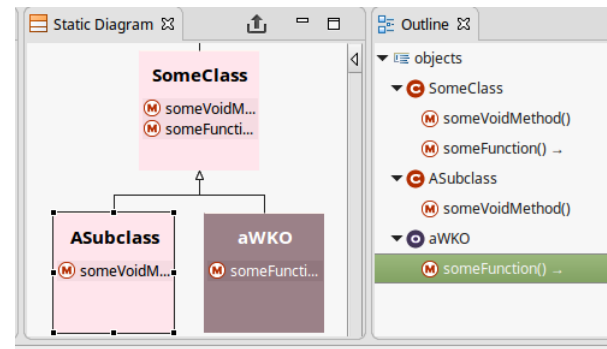 Static Diagram
SomeClass
M someVoidM...
M someFuncti...
ASubclass
M someVoidM...
aWKO
M someFuncti...
Outline
objects
C SomeClass
M someVoidMethod()
M someFunction() →
C ASubclass
M someVoidMethod()
O aWKO
M someFunction() →